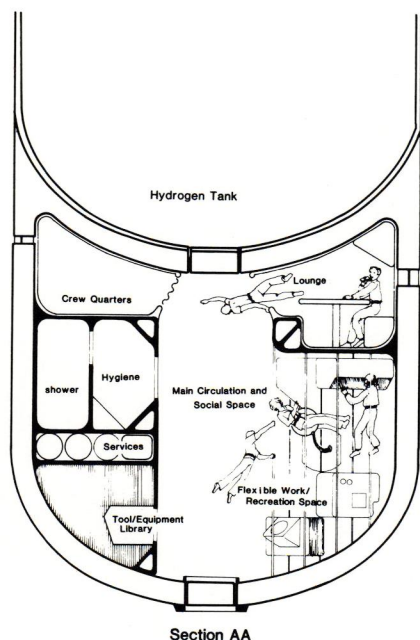 Hydrogen Tank
Lounge
Crew Quarters
shower
Hygiene
Main Circulation and
Social Space
Services
Flexible Work/
Recreation Space
Tool/Equipment
Library
Section AA